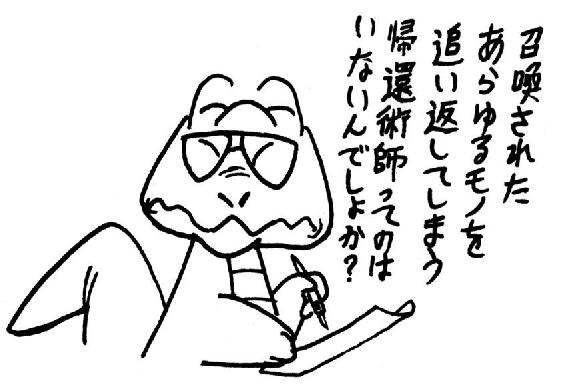 召喚された
あらゆるモノを
追い返してしまう
帰還術師ってのは
いないんでしょか?